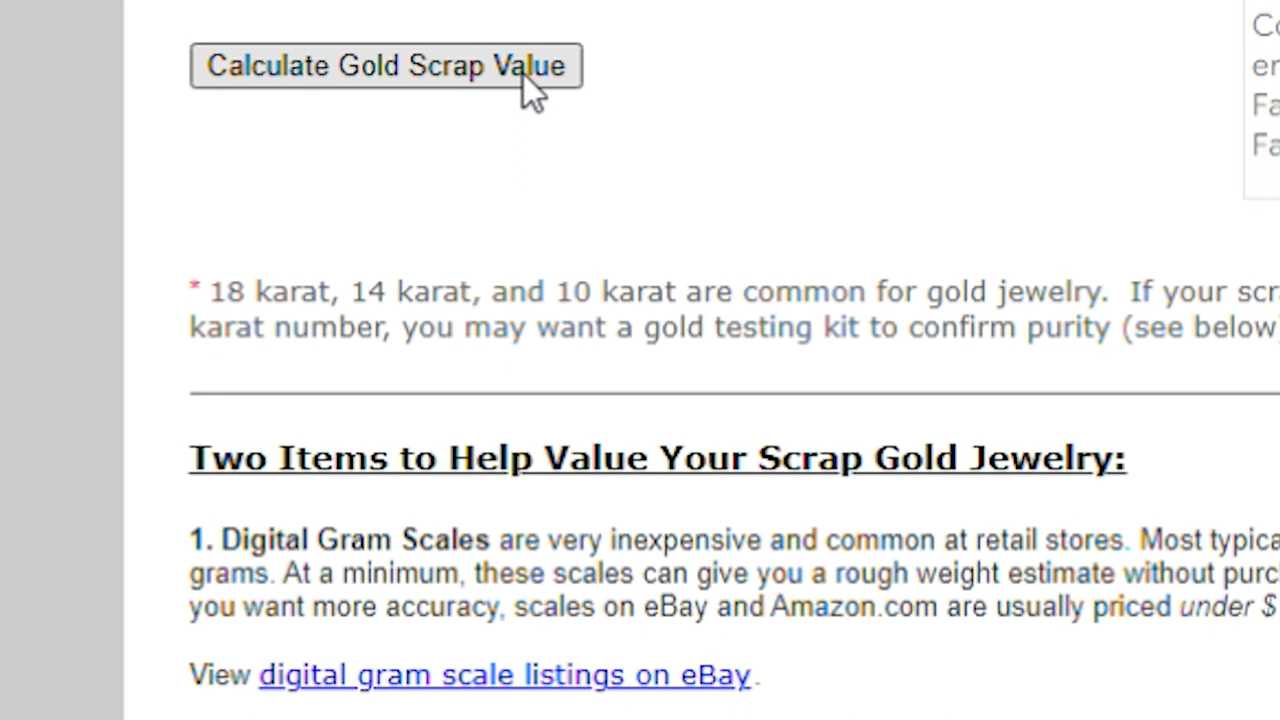 Calculate Gold Scrap Value
* 18 karat, 14 karat, and 10 karat are common for gold jewelry. If your
karat number, you may want a gold testing kit to confirm purity (see below
Two Items to Help Value Your Scrap Gold Jewelry:
1. Digital Gram Scales are very inexpensive and common at retail stores. Most
grams. At a minimum, these scales can give you a rough weight estimate without
you want more accuracy, scales on eBay and Amazon.com are usually priced under $
View digital gram scale listings on eBay.